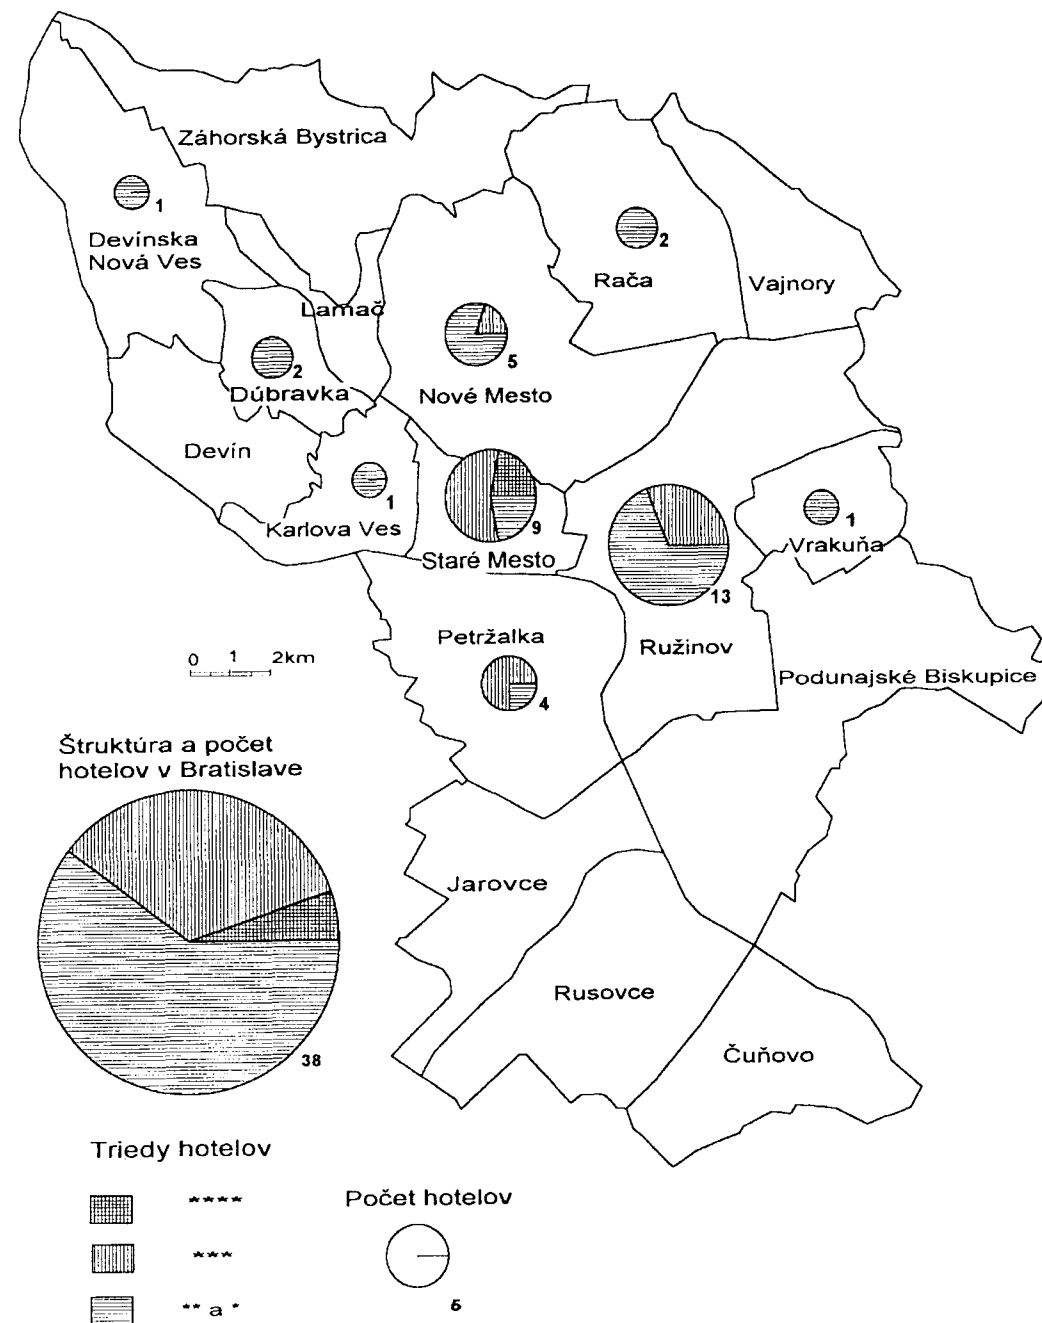 Záhorská Bystrica
1
Devínska
Nová Ves
2
Rača
Vajnory
Lamač
2
Dúbravka
5
Nové Mesto
Devín
1
Karlova Ves
9
Staré Mesto
13
Ružinov
1
Vrakuňa
Petržalka
4
Podunajské Biskupice
0 1 2km
Štruktúra a počet
hotelov v Bratislave
38
Jarovce
Rusovce
Čuňovo
Triedy hotelov
****
***
** a *
Počet hotelov
5